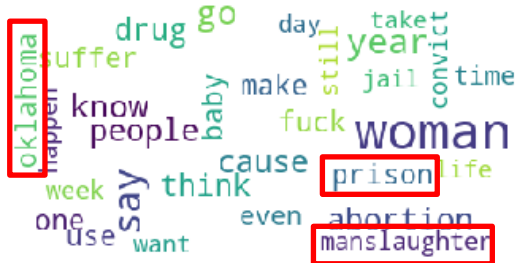 oklahoma
suffer
drug
go
day
take
year
still
convict
jail
time
happen
know
people
baby
make
fuck
woman
cause
prison
life
week
say
think
one
use
want
even
abortion
manslaughter